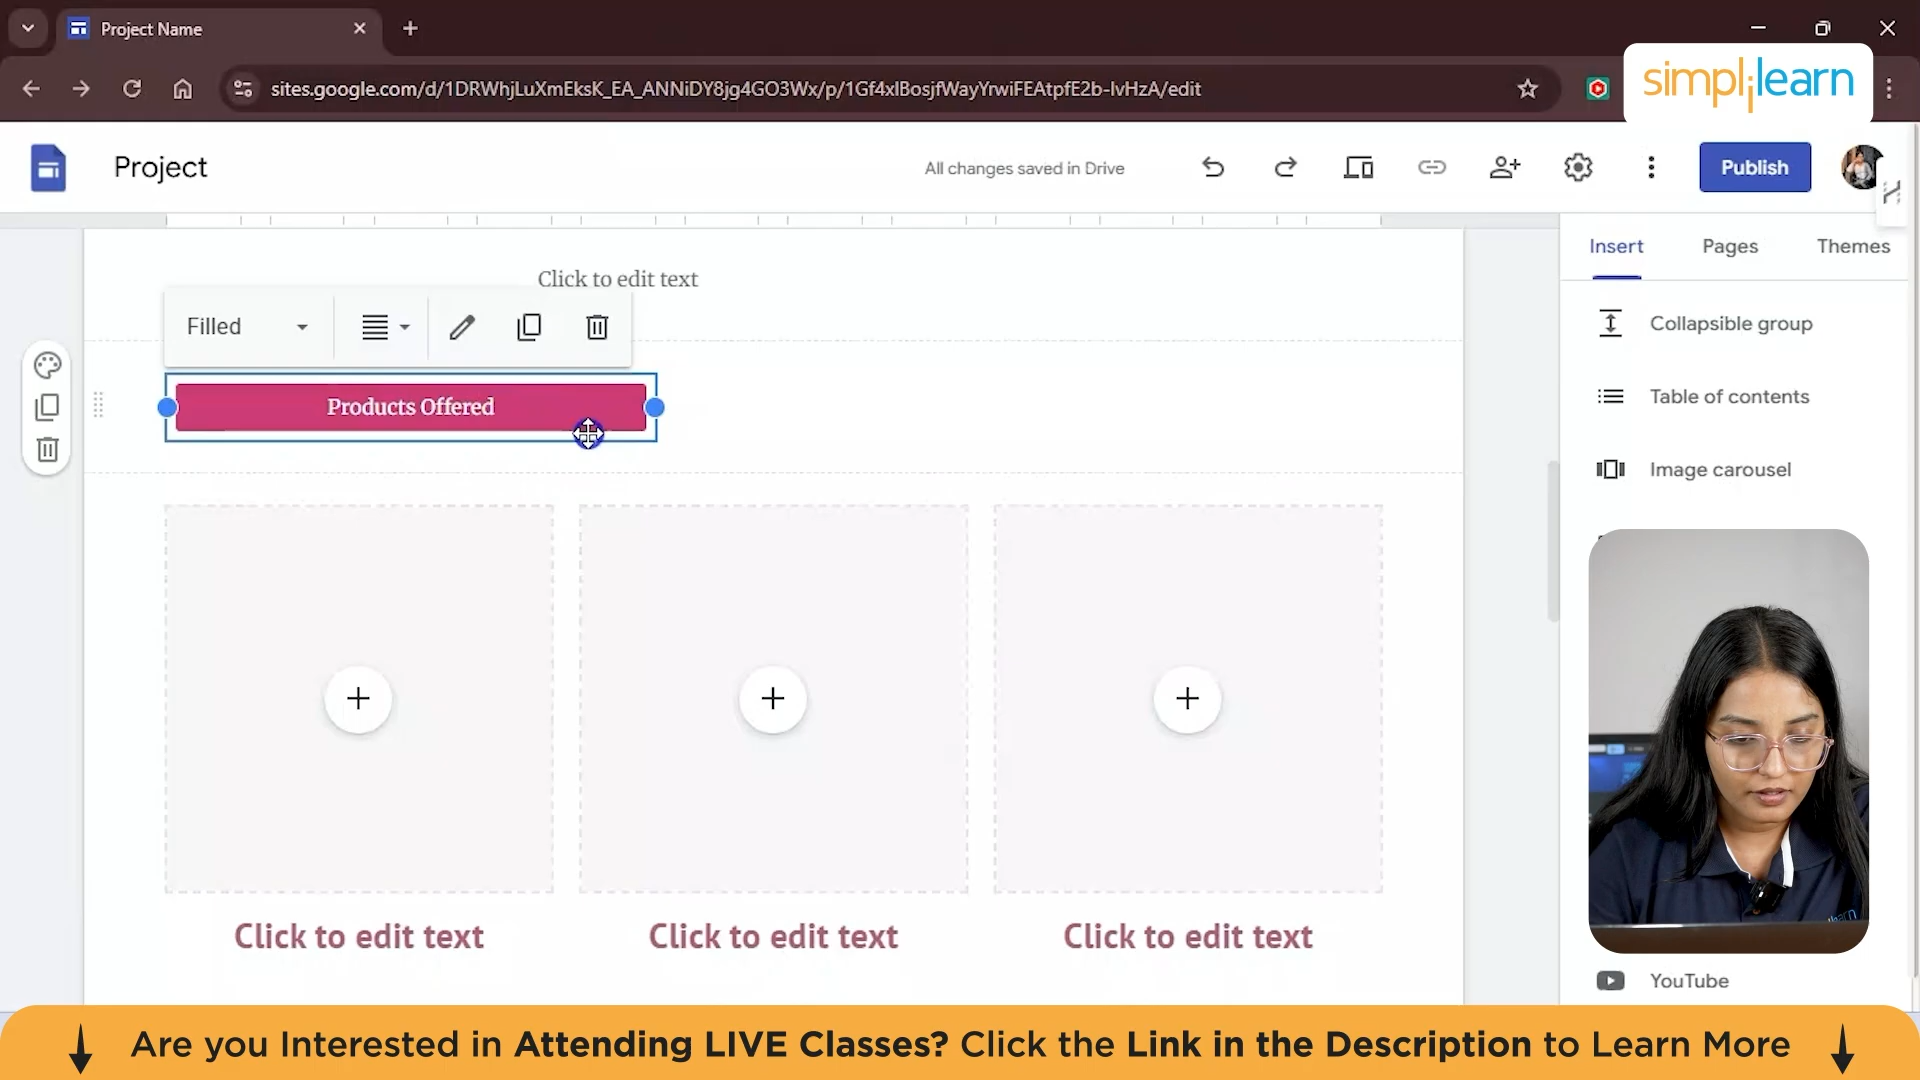 Project Name
sites.google.com/d/1DRWhjLuXmEksK_EA_ANNiDY8jg4GO3Wx/p/1Gf4xlBosjfWayYrwiFEAtpfE2b-IvHzA/edit
simplilearn
Project
All changes saved in Drive
Publish
Insert Pages Themes
Click to edit text
Filled
Products Offered
Collapsible group
Table of contents
Image carousel
Click to edit text Click to edit text Click to edit text
YouTube
Are you Interested in Attending LIVE Classes? Click the Link in the Description to Learn More